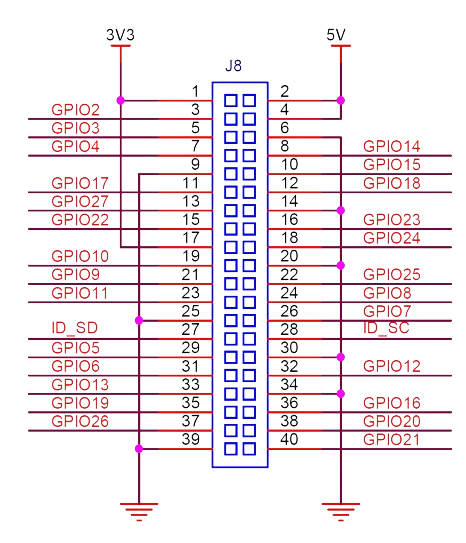 3V3 5V
J8
1 2
GPIO2 3 4
GPIO3 5 6
GPIO4 7 8 GPIO14
9 10 GPIO15
GPIO17 11 12 GPIO18
GPIO27 13 14
GPIO22 15 16 GPIO23
17 18 GPIO24
GPIO10 19 20
GPIO9 21 22 GPIO25
GPIO11 23 24 GPIO8
25 26 GPIO7
ID_SD 27 28 ID_SC
GPIO5 29 30
GPIO6 31 32 GPIO12
GPIO13 33 34
GPIO19 35 36 GPIO16
GPIO26 37 38 GPIO20
39 40 GPIO21